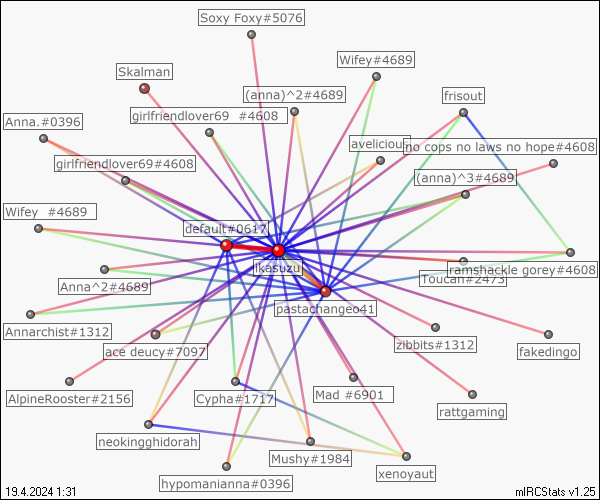 Soxy Foxy#5076
Wifey#4689
Skalman
(anna)^2#4689
frisout
girlfriendlover69 #4608
Anna.#0396
no cops no laws no hope#4608
girlfriendlover69#4608
(anna)^3#4689
Wifey #4689
default#0617
ikasuzu
ramshackle gorey#4608
Toucan#2473
Anna^2#4689
pastachangeo41
Annarchist#1312
zibbits#1312
ace deucy#7097
fakedingo
Mad #6901
AlpineRooster#2156
Cypha#1717
rattgaming
neokingghidorah
Mushy#1984
xenoyaut
hypomanianna#0396
19.4.2024 1:31
mIRCStats v1.25